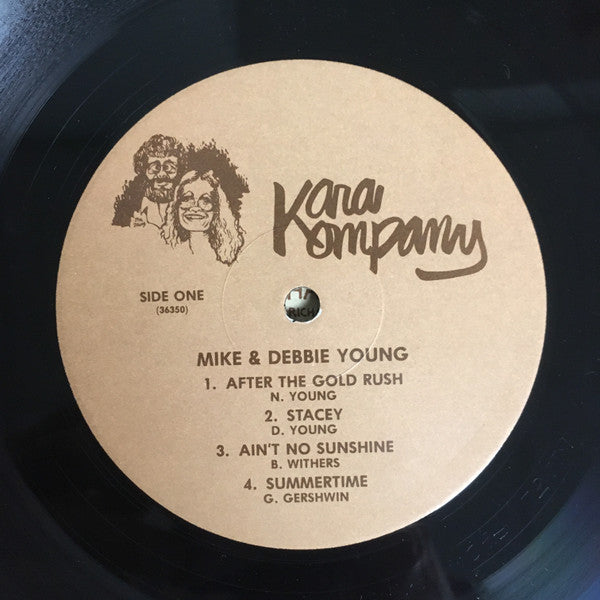 Kara
Kompany
SIDE ONE
(36350)
RICH
MIKE & DEBBIE YOUNG
1. AFTER THE GOLD RUSH
N. YOUNG
2. STACEY
D. YOUNG
3. AIN'T NO SUNSHINE
B. WITHERS
4. SUMMERTIME
G. GERSHWIN